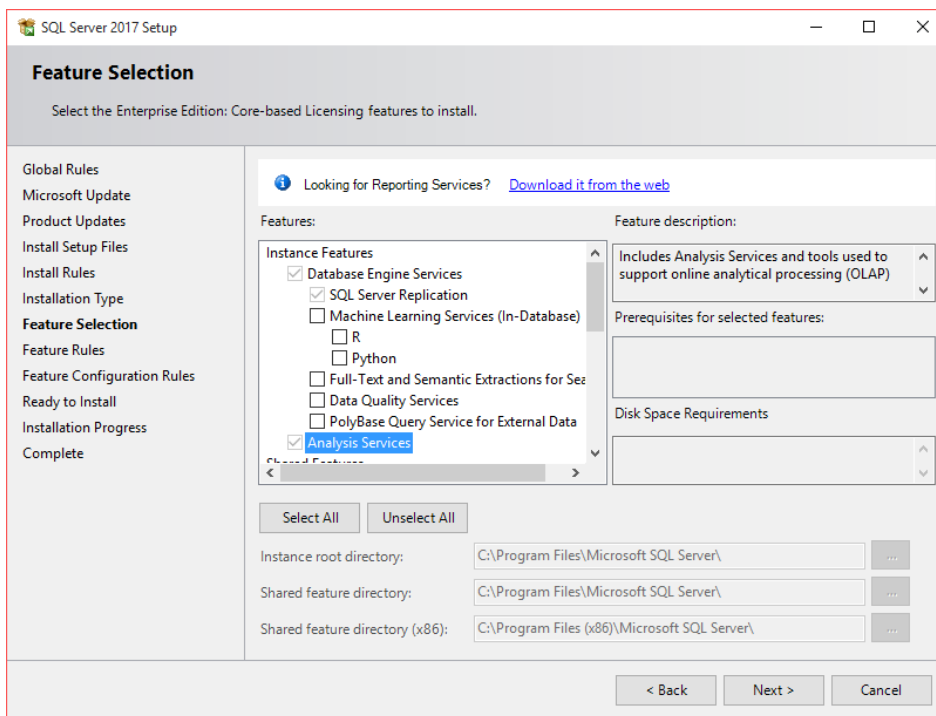 SQL Server 2017 Setup
Feature Selection
Select the Enterprise Edition: Core-based Licensing features to install.
Global Rules
Microsoft Update
Product Updates
Install Setup Files
Install Rules
Installation Type
Feature Selection
Feature Rules
Feature Configuration Rules
Ready to Install
Installation Progress
Complete
Looking for Reporting Services? Download it from the web
Features:
Instance Features
Database Engine Services
SQL Server Replication
Machine Learning Services (In-Database)
R
Python
Full-Text and Semantic Extractions for Sea
Data Quality Services
PolyBase Query Service for External Data
Analysis Services
Shared Features
Feature description:
Includes Analysis Services and tools used to
support online analytical processing (OLAP)
Prerequisites for selected features:
Disk Space Requirements
Select All
Unselect All
Instance root directory:
C:\Program Files\Microsoft SQL Server\
...
Shared feature directory:
C:\Program Files\Microsoft SQL Server\
...
Shared feature directory (x86):
C:\Program Files (x86)\Microsoft SQL Server\
...
< Back
Next >
Cancel